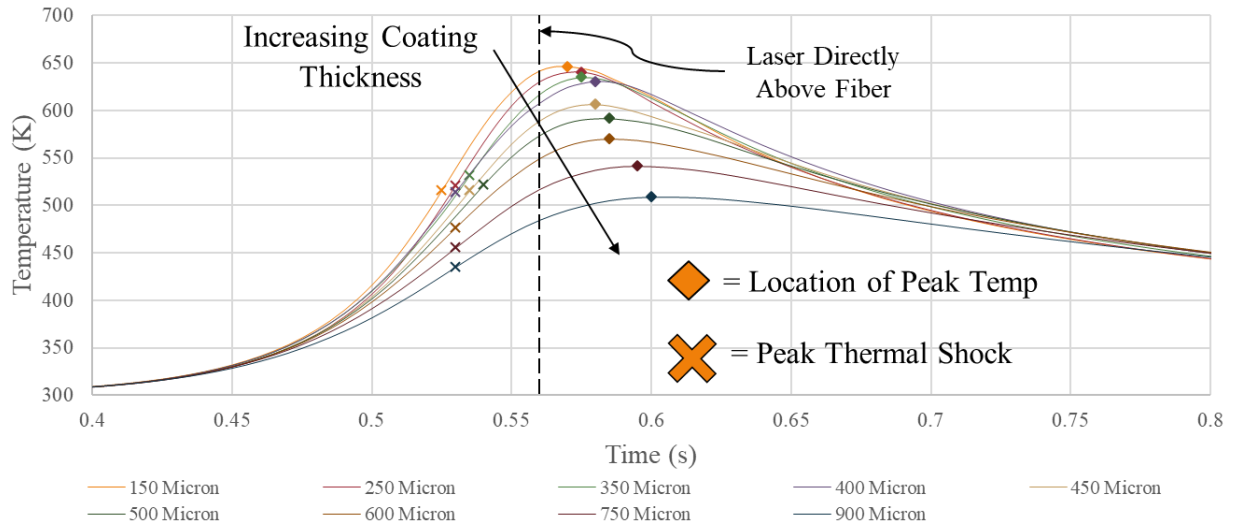 700
650
600
550
500
450
400
350
300
Temperature (K)
Increasing Coating
Thickness
Laser Directly
Above Fiber
= Location of Peak Temp
= Peak Thermal Shock
0.4 0.45 0.5 0.55 0.6 0.65 0.7 0.75 0.8
Time (s)
150 Micron 250 Micron 350 Micron 400 Micron 450 Micron
500 Micron 600 Micron 750 Micron 900 Micron